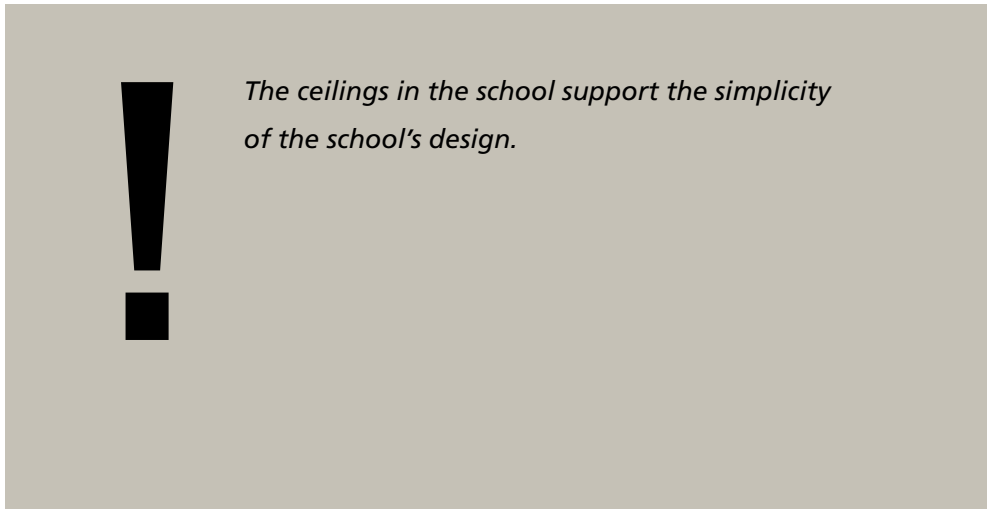 !
The ceilings in the school support the simplicity
of the school’s design.